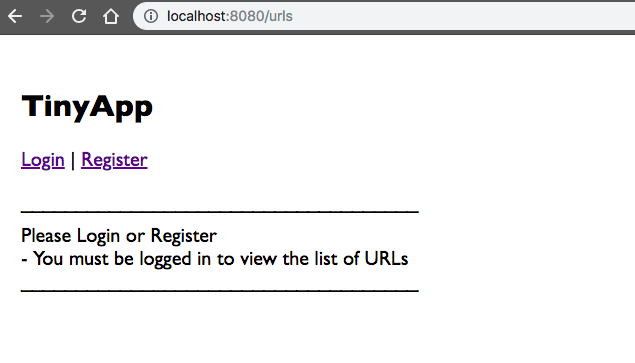 localhost:8080/urls
TinyApp
Login | Register
________________________________________
Please Login or Register
- You must be logged in to view the list of URLs
________________________________________